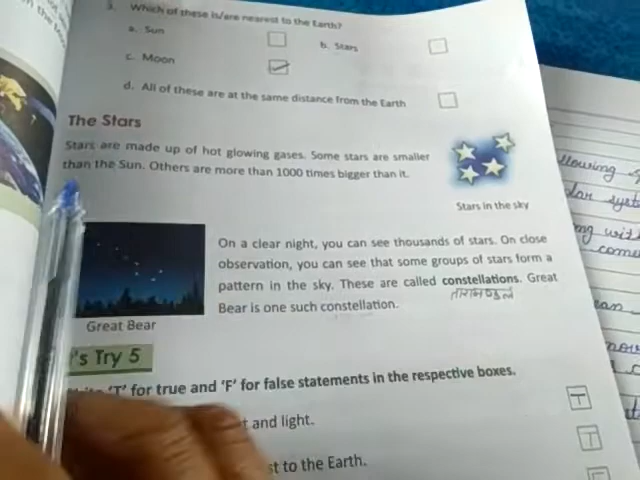 3. Which of these is/are nearest to the Earth?
a. Sun
b. Stars
c. Moon
d. All of these are at the same distance from the Earth
The Stars
Stars are made up of hot glowing gases. Some stars are smaller
than the Sun. Others are more than 1000 times bigger than it.
Stars in the sky
On a clear night, you can see thousands of stars. On close
observation, you can see that some groups of stars form a
pattern in the sky. These are called constellations. Great
Bear is one such constellation.
Great Bear
's Try 5
'T' for true and 'F' for false statements in the respective boxes.
T
and light.
T
to the Earth.
llowing